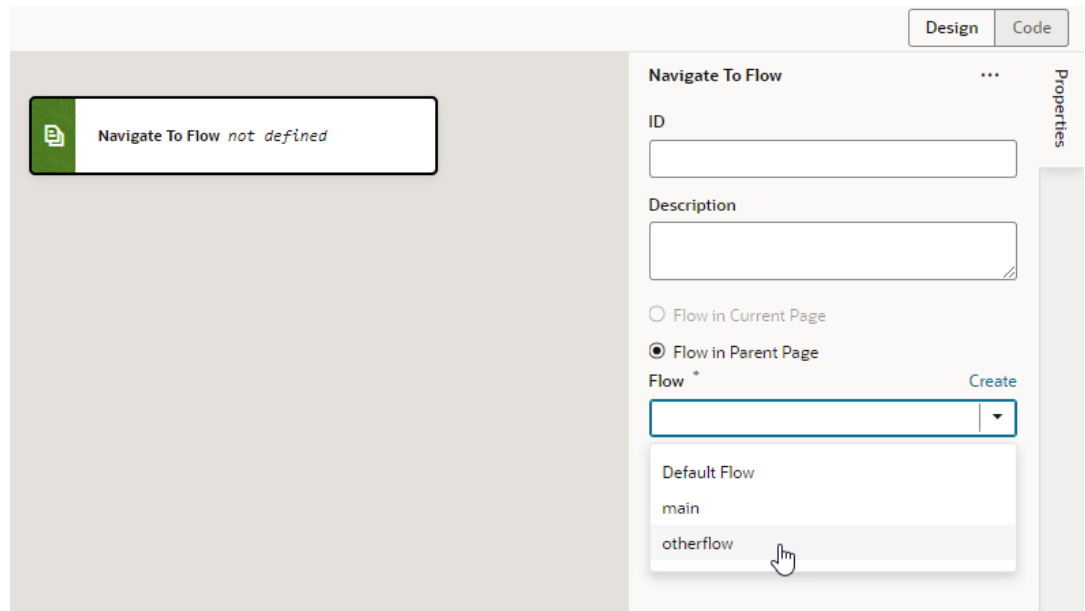 Design Code
Navigate To Flow ...
Properties
ID
Navigate To Flow not defined
Description
Flow in Current Page
Flow in Parent Page
Flow * Create
Default Flow
main
otherflow